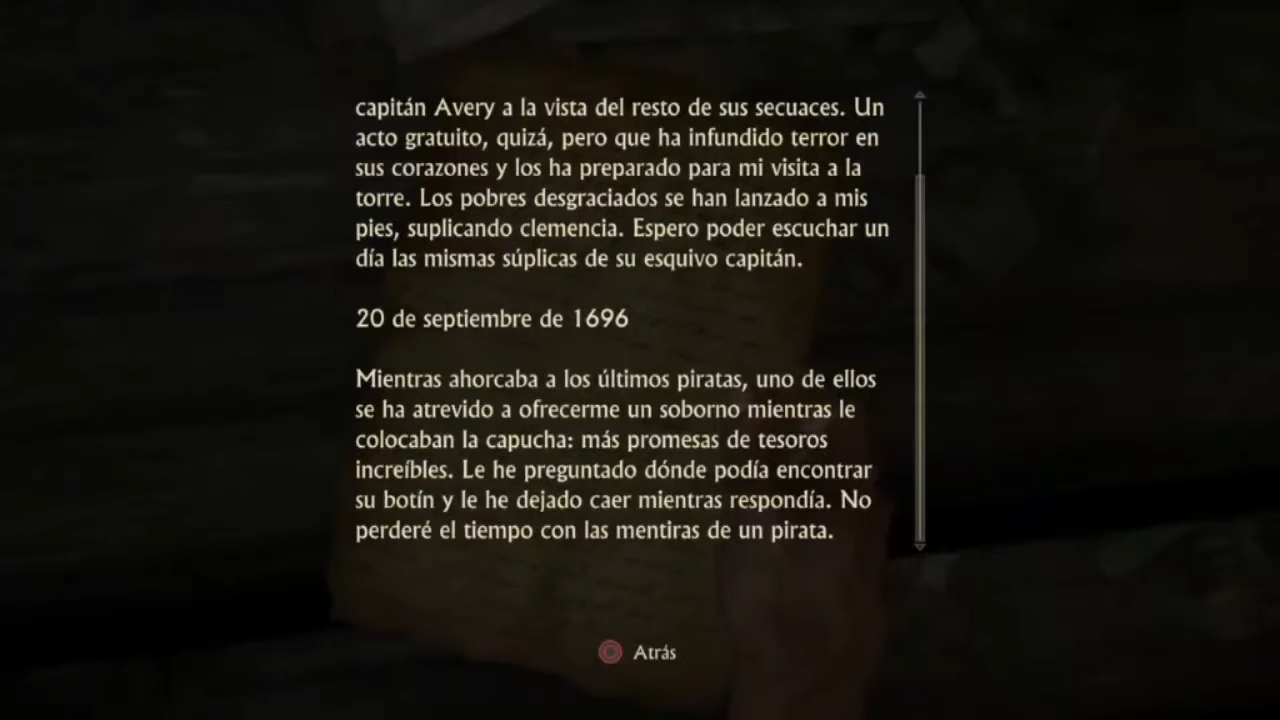 capitán Avery a la vista del resto de sus secuaces. Un
acto gratuito, quizá, pero que ha infundido terror en
sus corazones y los ha preparado para mi visita a la
torre. Los pobres desgraciados se han lanzado a mis
pies, suplicando clemencia. Espero poder escuchar un
día las mismas súplicas de su esquivo capitán.
20 de septiembre de 1696
Mientras ahorcaba a los últimos piratas, uno de ellos
se ha atrevido a ofrecerme un soborno mientras le
colocaban la capucha: más promesas de tesoros
increíbles. Le he preguntado dónde podía encontrar
su botín y le he dejado caer mientras respondía. No
perderé el tiempo con las mentiras de un pirata.
Atrás